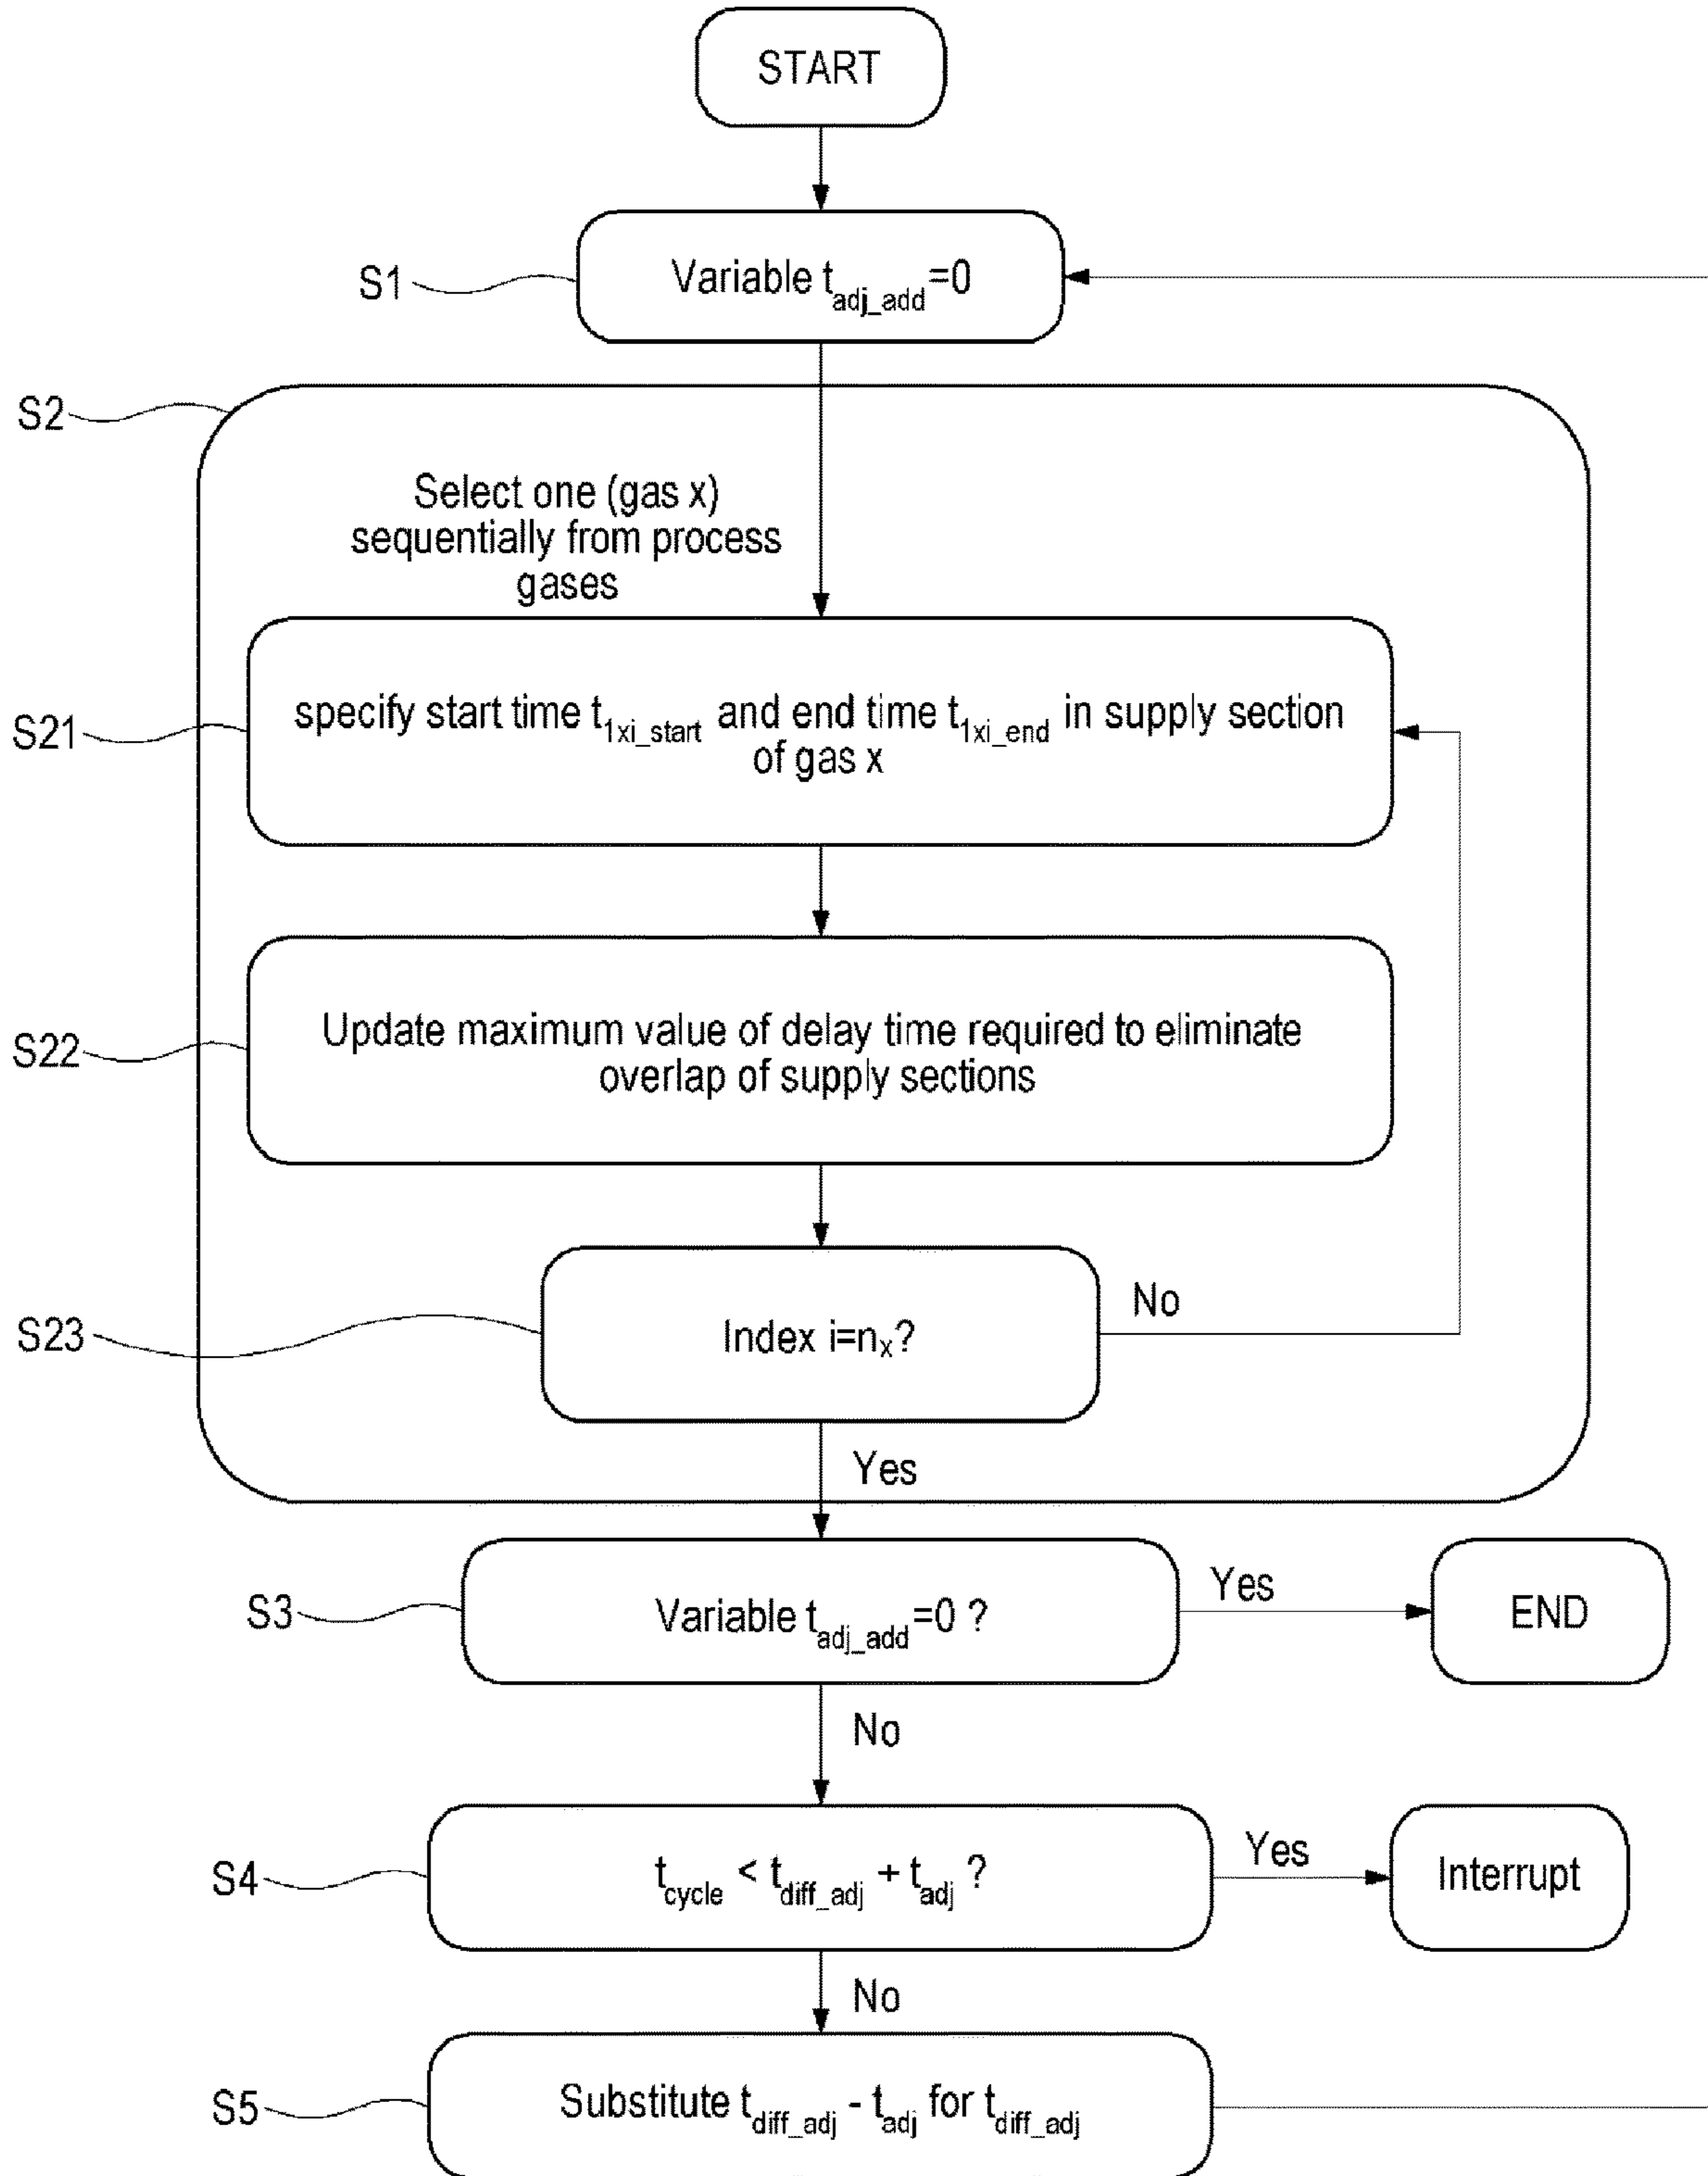 START
S1
Variable t_adj_add=0
S2
Select one (gas x)
sequentially from process
gases
S21
specify start time t_1xi_start and end time t_1xi_end in supply section
of gas x
S22
Update maximum value of delay time required to eliminate
overlap of supply sections
S23
Index i=n_x?
No
Yes
S3
Variable t_adj_add=0 ?
Yes
END
No
S4
t_cycle < t_diff_adj + t_adj ?
Yes
Interrupt
No
S5
Substitute t_diff_adj - t_adj for t_diff_adj